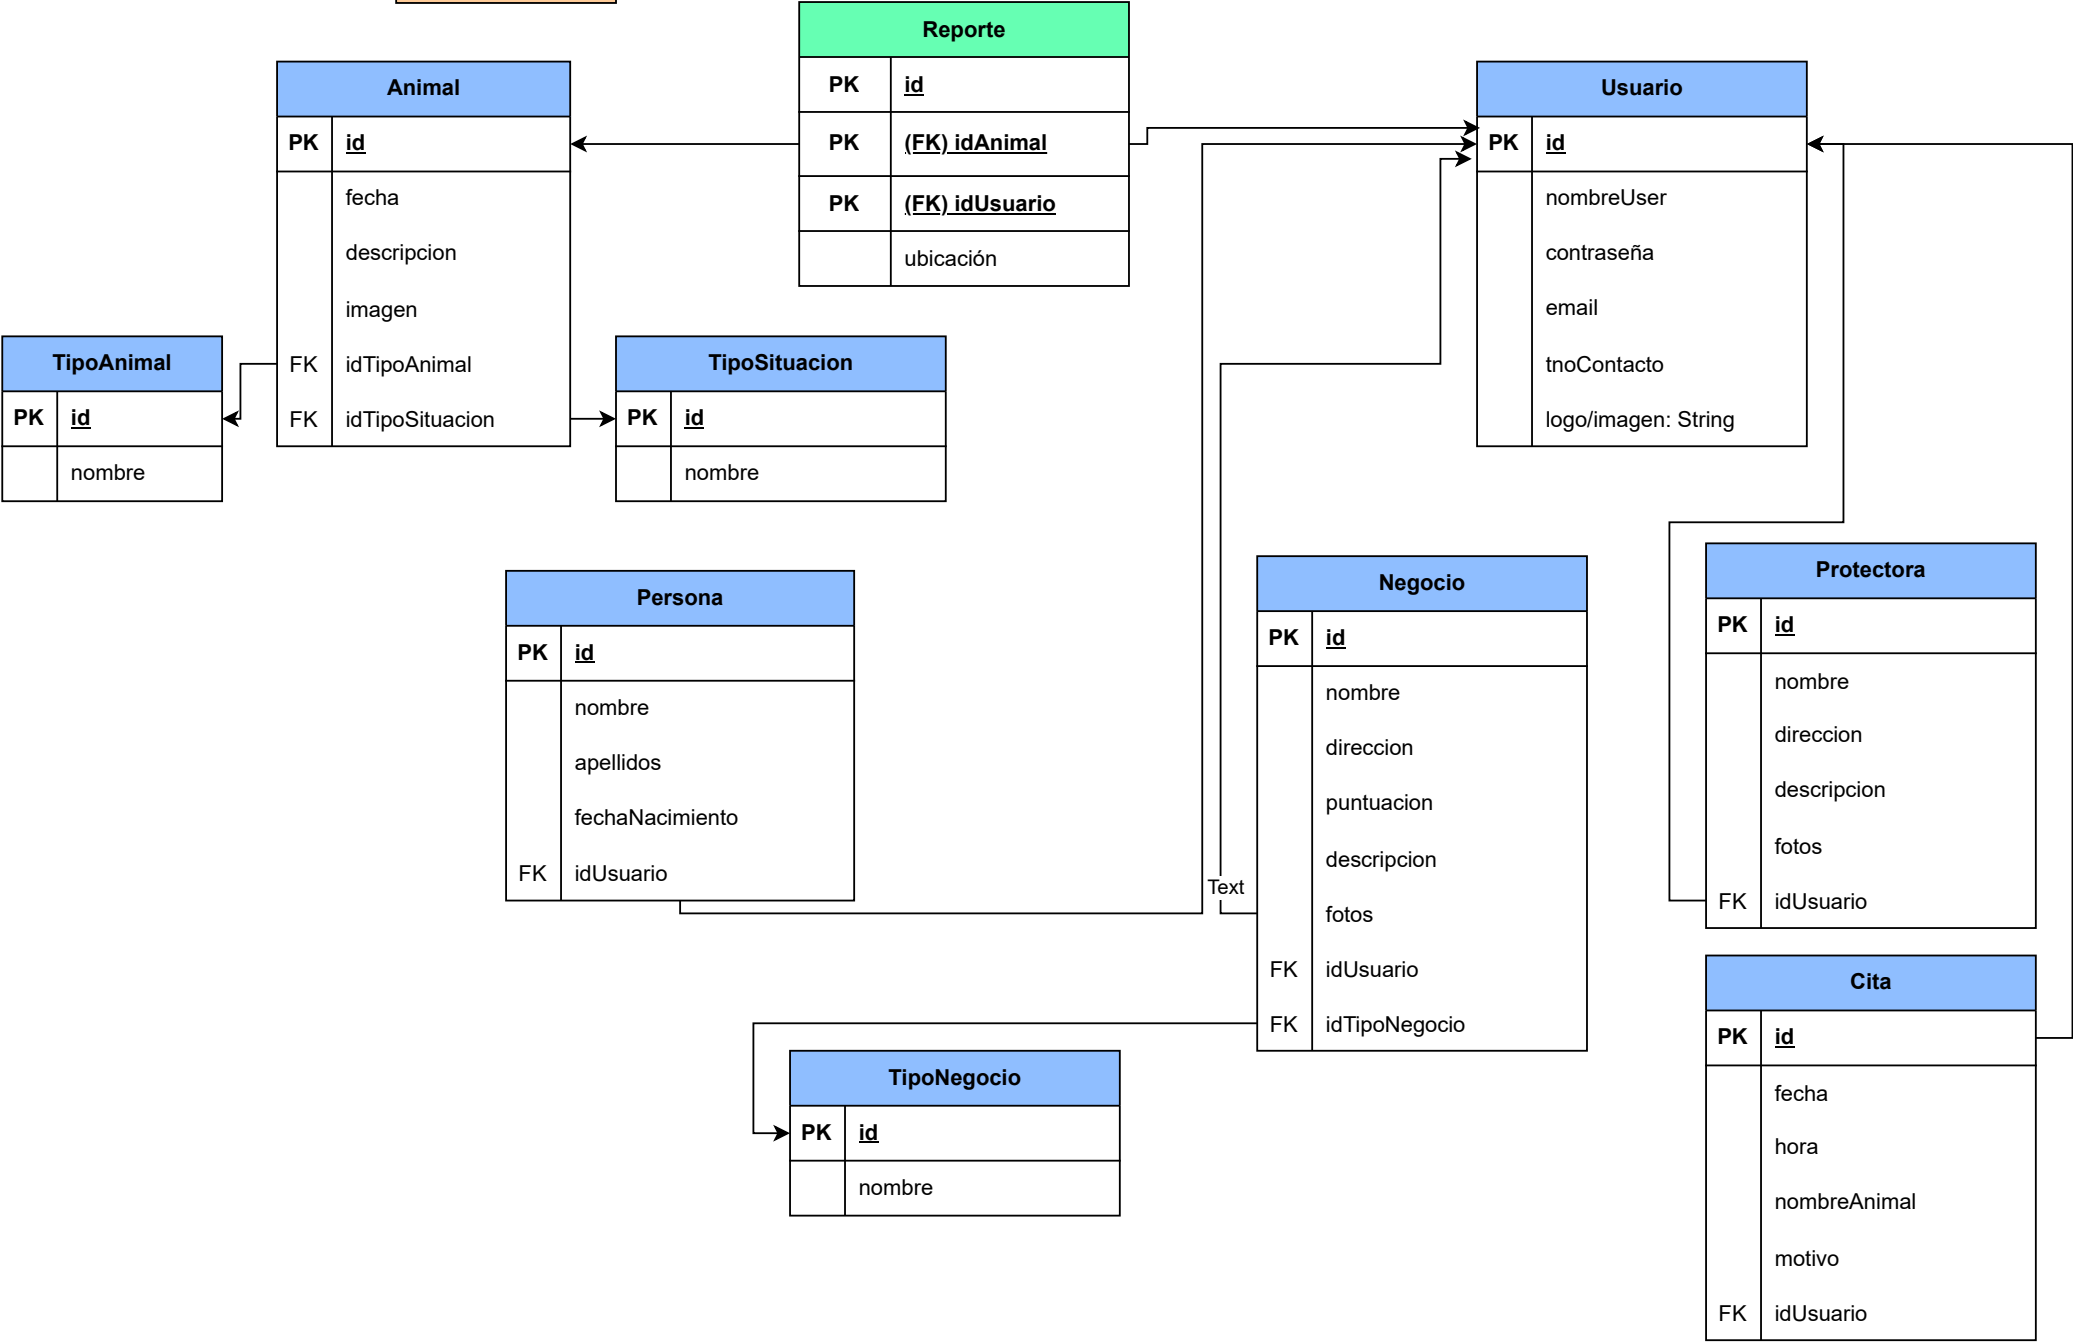 Reporte
PK id
PK (FK) idAnimal
PK (FK) idUsuario
ubicación
Animal
PK id
fecha
descripcion
imagen
FK idTipoAnimal
FK idTipoSituacion
Usuario
PK id
nombreUser
contraseña
email
tnoContacto
logo/imagen: String
TipoAnimal
PK id
nombre
TipoSituacion
PK id
nombre
Persona
PK id
nombre
apellidos
fechaNacimiento
FK idUsuario
Text
Negocio
PK id
nombre
direccion
puntuacion
descripcion
fotos
FK idUsuario
FK idTipoNegocio
Protectora
PK id
nombre
direccion
descripcion
fotos
FK idUsuario
TipoNegocio
PK id
nombre
Cita
PK id
fecha
hora
nombreAnimal
motivo
FK idUsuario